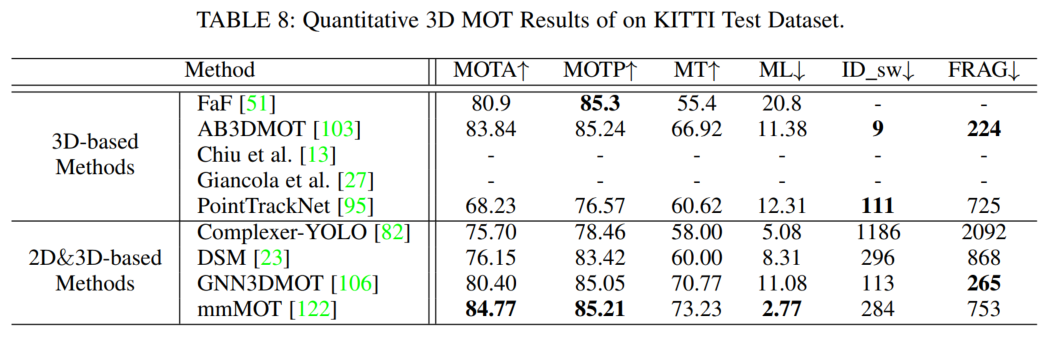 TABLE 8: Quantitative 3D MOT Results of on KITTI Test Dataset.
Method MOTA↑ MOTP↑ MT↑ ML↓ ID_sw↓ FRAG↓
3D-based Methods
FaF [51] 80.9 85.3 55.4 20.8 - -
AB3DMOT [103] 83.84 85.24 66.92 11.38 9 224
Chiu et al. [13] - - - - - -
Giancola et al. [27] - - - - - -
PointTrackNet [95] 68.23 76.57 60.62 12.31 111 725
2D&3D-based Methods
Complexer-YOLO [82] 75.70 78.46 58.00 5.08 1186 2092
DSM [23] 76.15 83.42 60.00 8.31 296 868
GNN3DMOT [106] 80.40 85.05 70.77 11.08 113 265
mmMOT [122] 84.77 85.21 73.23 2.77 284 753